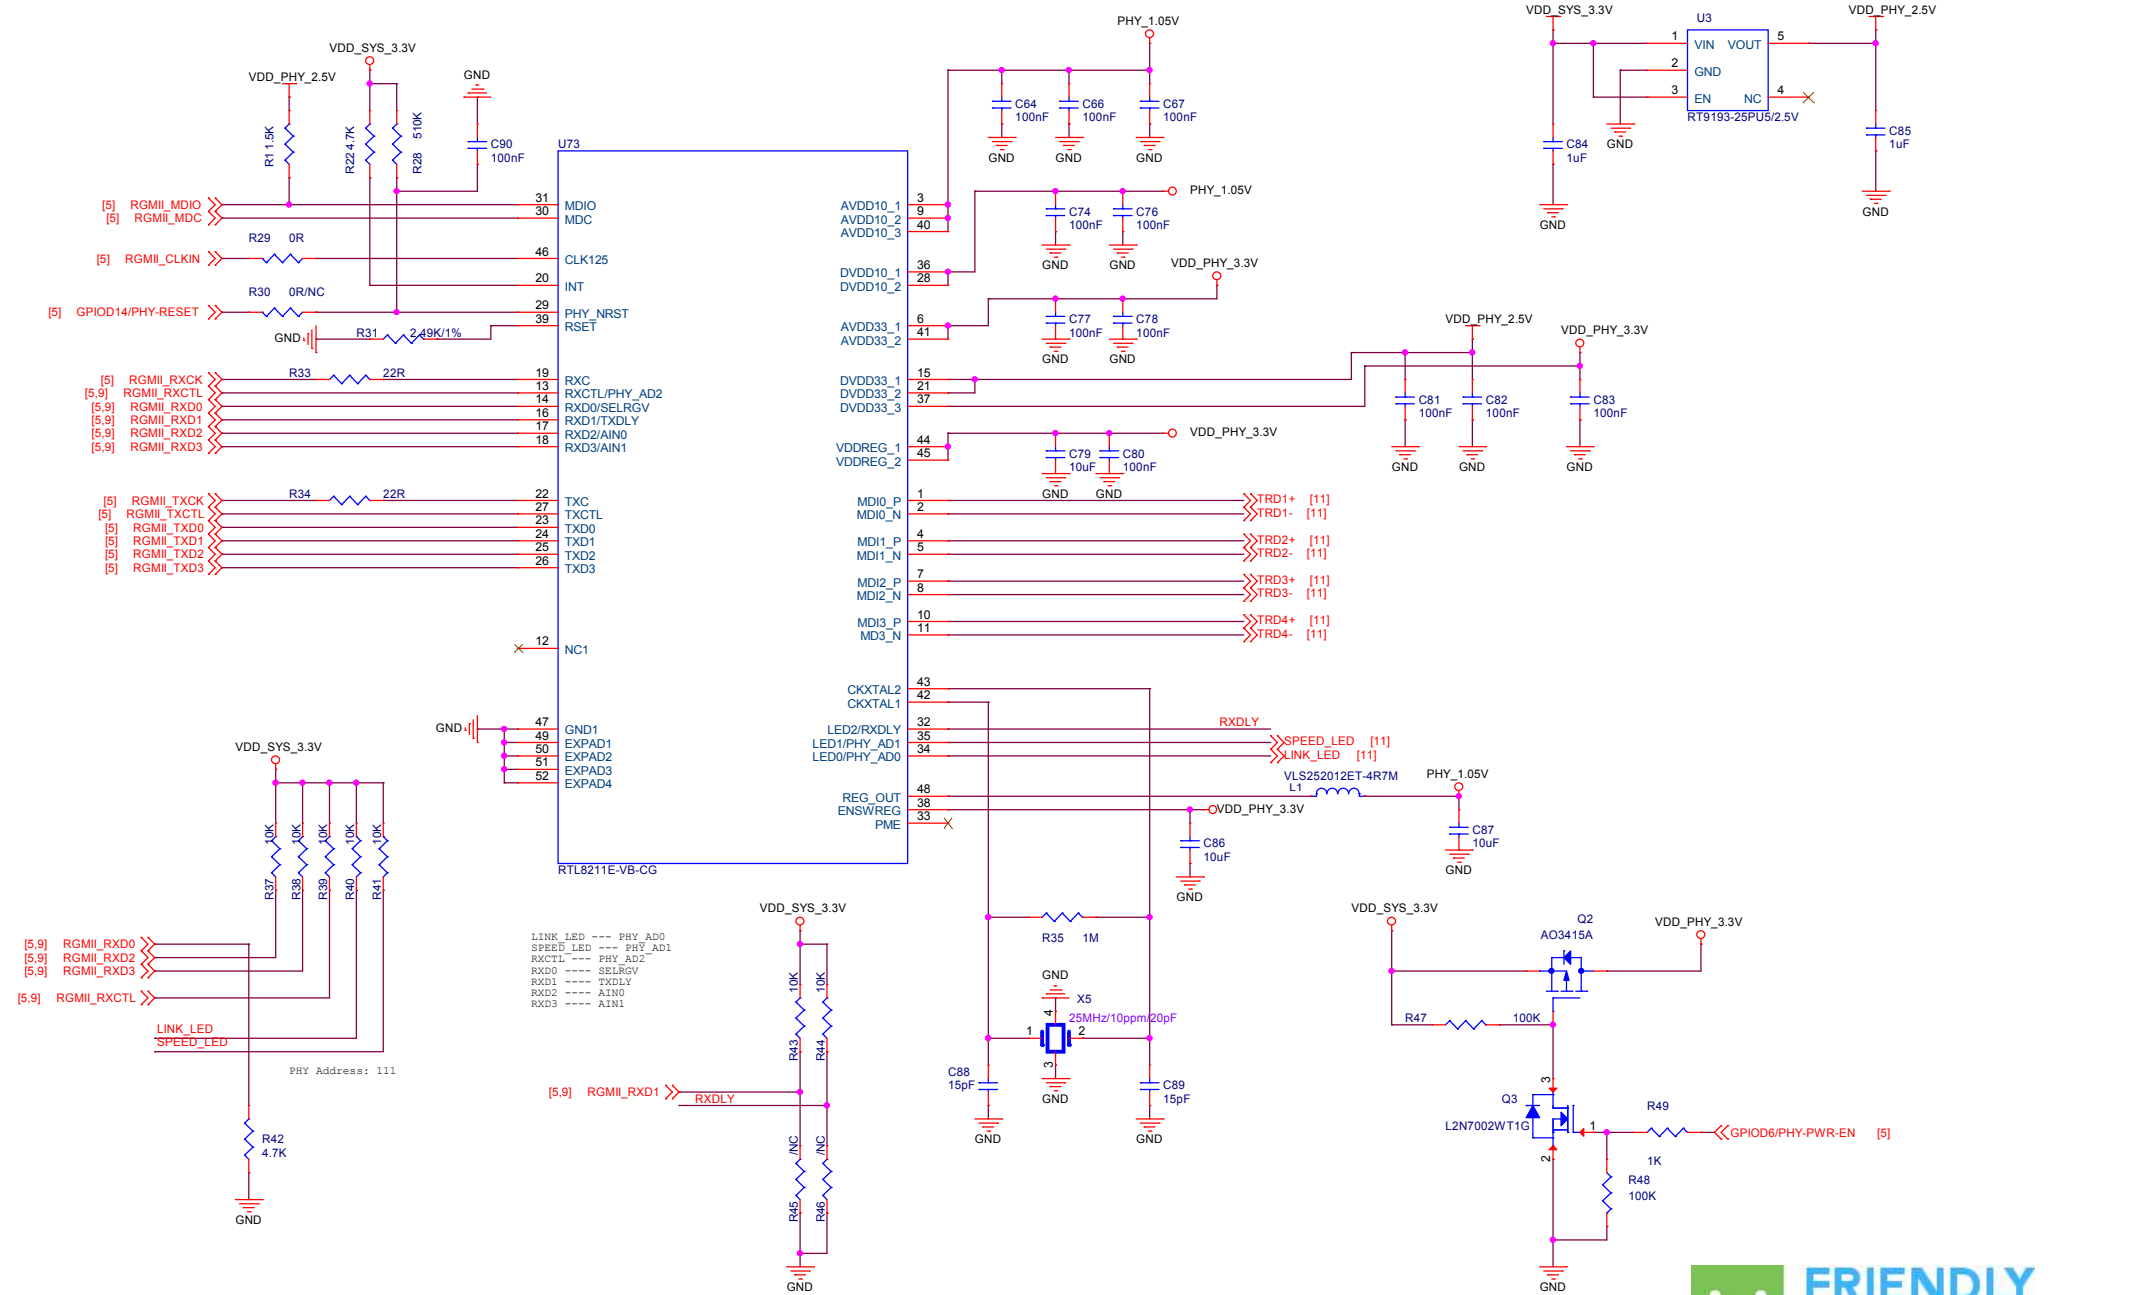 VDD_SYS_3.3V
VDD_PHY_2.5V
GND
R1 1.5K
R22 4.7K
R28 510K
C90
100nF
U73
[5] RGMII_MDIO
[5] RGMII_MDC
R29 0R
[5] RGMII_CLKIN
R30 0R/NC
[5] GPIOD14/PHY-RESET
GND R31 2.49K/1%
[5] RGMII_RXCK R33 22R
[5,9] RGMII_RXCTL
[5,9] RGMII_RXD0
[5,9] RGMII_RXD1
[5,9] RGMII_RXD2
[5,9] RGMII_RXD3
[5] RGMII_TXCK R34 22R
[5] RGMII_TXCTL
[5] RGMII_TXD0
[5] RGMII_TXD1
[5] RGMII_TXD2
[5] RGMII_TXD3
31 MDIO
30 MDC
46 CLK125
20 INT
29 PHY_NRST
39 RSET
19 RXC
13 RXCTL/PHY_AD2
14 RXD0/SELRGV
16 RXD1/TXDLY
17 RXD2/AIN0
18 RXD3/AIN1
22 TXC
27 TXCTL
23 TXD0
24 TXD1
25 TXD2
26 TXD3
12 NC1
GND 47 GND1
49 EXPAD1
50 EXPAD2
51 EXPAD3
52 EXPAD4
RTL8211E-VB-CG
AVDD10_1 3
AVDD10_2 9
AVDD10_3 40
DVDD10_1 36
DVDD10_2 28
AVDD33_1 6
AVDD33_2 41
DVDD33_1 15
DVDD33_2 21
DVDD33_3 37
VDDREG_1 44
VDDREG_2 45
MDI0_P 1 TRD1+ [11]
MDI0_N 2 TRD1- [11]
MDI1_P 4 TRD2+ [11]
MDI1_N 5 TRD2- [11]
MDI2_P 7 TRD3+ [11]
MDI2_N 8 TRD3- [11]
MDI3_P 10 TRD4+ [11]
MD3_N 11 TRD4- [11]
CKXTAL2 43
CKXTAL1 42
LED2/RXDLY 32 RXDLY
LED1/PHY_AD1 35 SPEED_LED [11]
LED0/PHY_AD0 34 LINK_LED [11]
REG_OUT 48
ENSWREG 38 VDD_PHY_3.3V
PME 33
PHY_1.05V
C64 C66 C67
100nF 100nF 100nF
GND GND GND
PHY_1.05V
C74 C76
100nF 100nF
GND GND
VDD_PHY_3.3V
C77 C78
100nF 100nF
GND GND
VDD_PHY_3.3V
C79 C80
10uF 100nF
GND GND
VDD_PHY_2.5V
VDD_PHY_3.3V
C81 C82 C83
100nF 100nF 100nF
GND GND GND
VLS252012ET-4R7M
L1
PHY_1.05V
C87
10uF
GND
C86
10uF
GND
VDD_SYS_3.3V
U3
VDD_PHY_2.5V
1 VIN VOUT 5
2 GND
3 EN NC 4
RT9193-25PU5/2.5V
GND
C84
1uF
GND
C85
1uF
GND
VDD_SYS_3.3V
10K 10K 10K 10K 10K
R37 R38 R39 R40 R41
[5,9] RGMII_RXD0
[5,9] RGMII_RXD2
[5,9] RGMII_RXD3
[5,9] RGMII_RXCTL
LINK_LED
SPEED_LED
PHY Address: 111
R42
4.7K
GND
LINK_LED --- PHY_AD0
SPEED_LED --- PHY_AD1
RXCTL --- PHY_AD2
RXD0 ---- SELRGV
RXD1 ---- TXDLY
RXD2 ---- AIN0
RXD3 ---- AIN1
VDD_SYS_3.3V
10K 10K
R43 R44
[5,9] RGMII_RXD1
RXDLY
/NC /NC
R45 R46
GND
R35 1M
GND
X5
25MHz/10ppm/20pF
4
1 2
3
GND
C88
15pF
GND
C89
15pF
GND
VDD_SYS_3.3V
Q2
AO3415A
VDD_PHY_3.3V
R47 100K
3
Q3
L2N7002WT1G
1
2
R49
1K
GPIOD6/PHY-PWR-EN [5]
R48
100K
GND
FRIENDLY